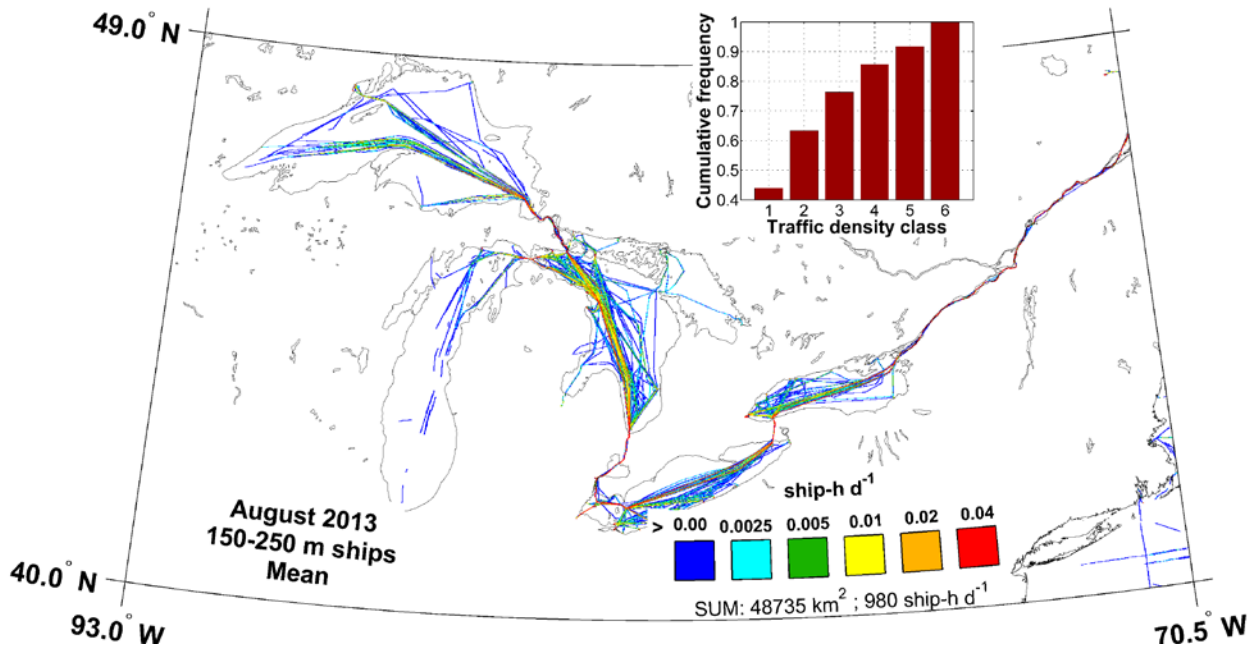 49.0° N
Cumulative frequency
1
0.9
0.8
0.7
0.6
0.5
0.4
1 2 3 4 5 6
Traffic density class
August 2013
150-250 m ships
Mean
ship-h d⁻¹
> 0.00 0.0025 0.005 0.01 0.02 0.04
SUM: 48735 km² ; 980 ship-h d⁻¹
40.0° N
93.0° W
70.5° W